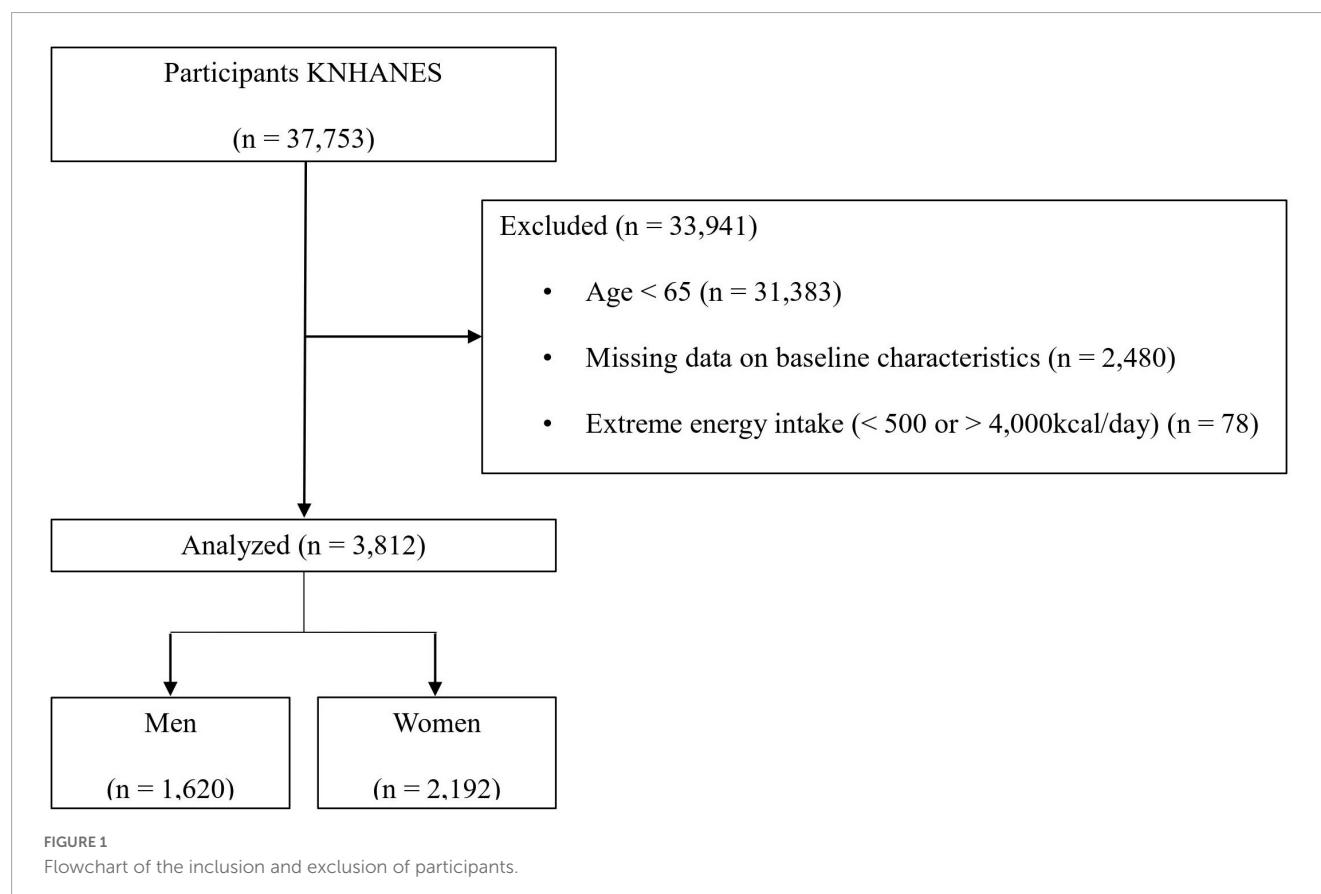 Participants KNHANES
(n = 37,753)
Excluded (n = 33,941)
• Age < 65 (n = 31,383)
• Missing data on baseline characteristics (n = 2,480)
• Extreme energy intake (< 500 or > 4,000kcal/day) (n = 78)
Analyzed (n = 3,812)
Men
(n = 1,620)
Women
(n = 2,192)
FIGURE 1
Flowchart of the inclusion and exclusion of participants.